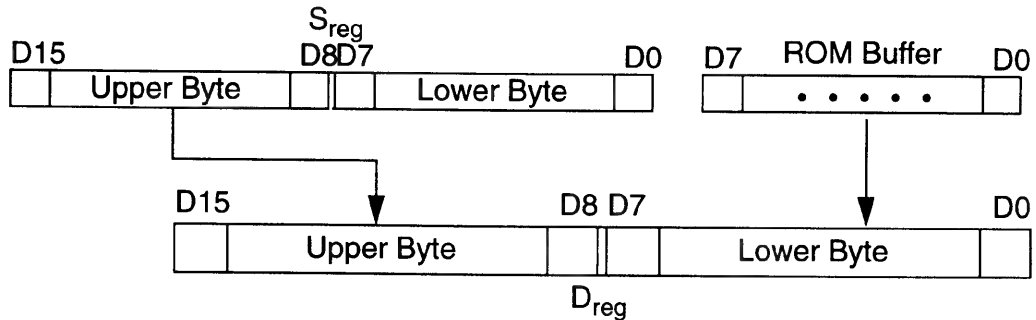 S_reg
D15 D8 D7 D0 D7 ROM Buffer D0
Upper Byte Lower Byte • • • • •
D15 D8 D7 D0
Upper Byte Lower Byte
D_reg